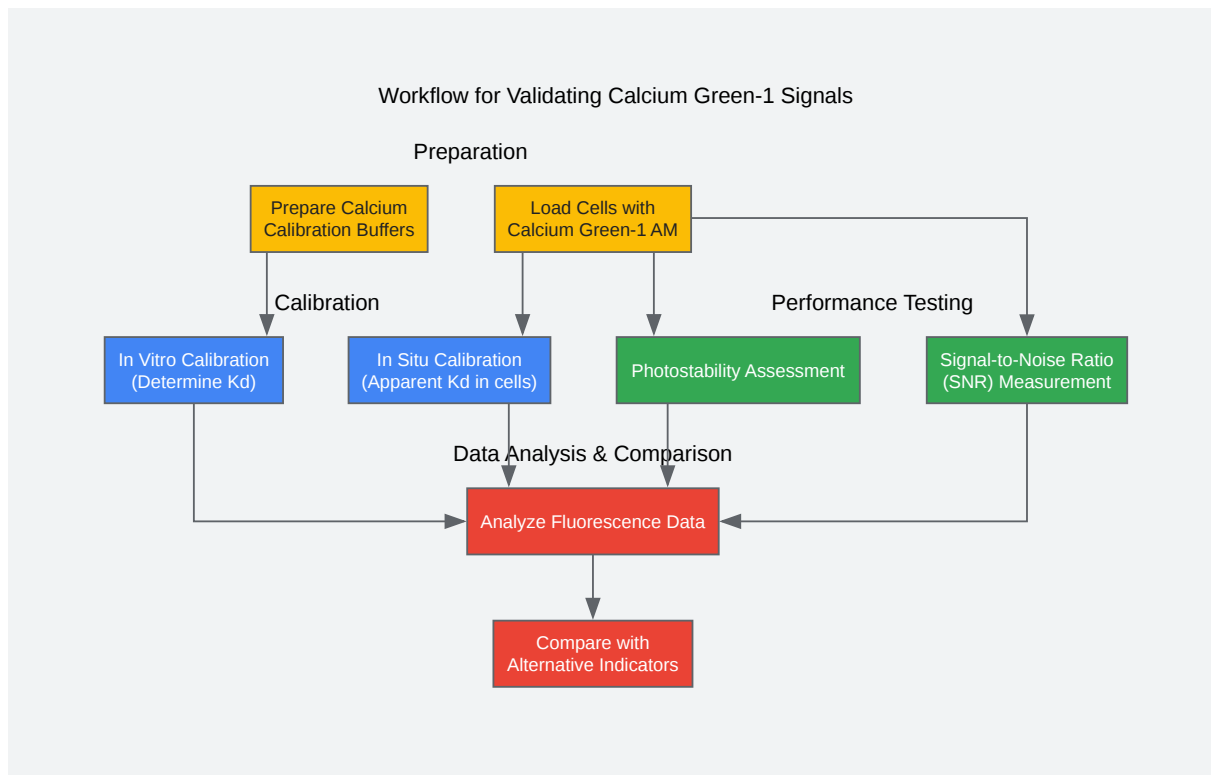 Workflow for Validating Calcium Green-1 Signals
Preparation
Prepare Calcium
Calibration Buffers
Load Cells with
Calcium Green-1 AM
Calibration
Performance Testing
In Vitro Calibration
(Determine Kd)
In Situ Calibration
(Apparent Kd in cells)
Photostability Assessment
Signal-to-Noise Ratio
(SNR) Measurement
Data Analysis & Comparison
Analyze Fluorescence Data
Compare with
Alternative Indicators